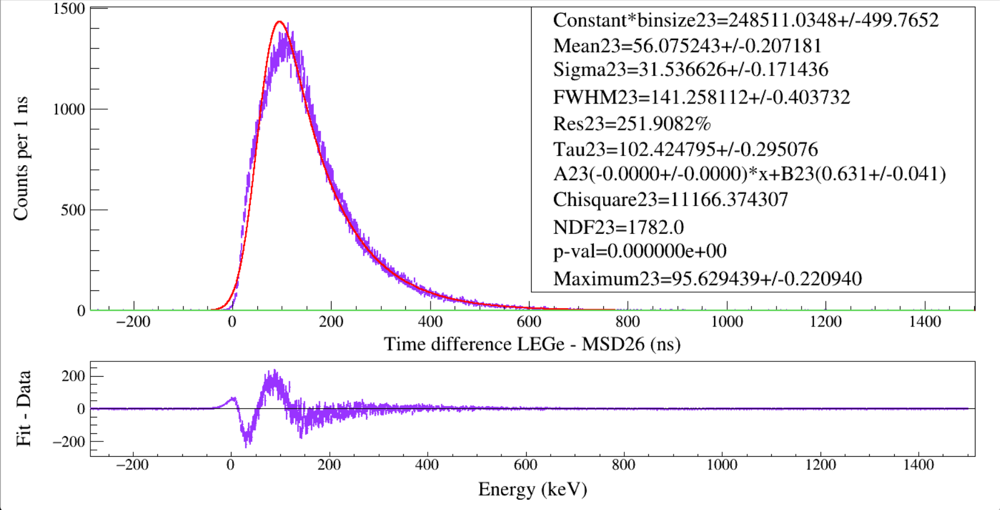 1500
1000
500
0
Counts per 1 ns
Constant*binsize23=248511.0348+/-499.7652
Mean23=56.075243+/-0.207181
Sigma23=31.536626+/-0.171436
FWHM23=141.258112+/-0.403732
Res23=251.9082%
Tau23=102.424795+/-0.295076
A23(-0.0000+/-0.0000)*x+B23(0.631+/-0.041)
Chisquare23=11166.374307
NDF23=1782.0
p-val=0.000000e+00
Maximum23=95.629439+/-0.220940
−200 0 200 400 600 800 1000 1200 1400
Time difference LEGe - MSD26 (ns)
200
0
−200
Fit - Data
−200 0 200 400 600 800 1000 1200 1400
Energy (keV)